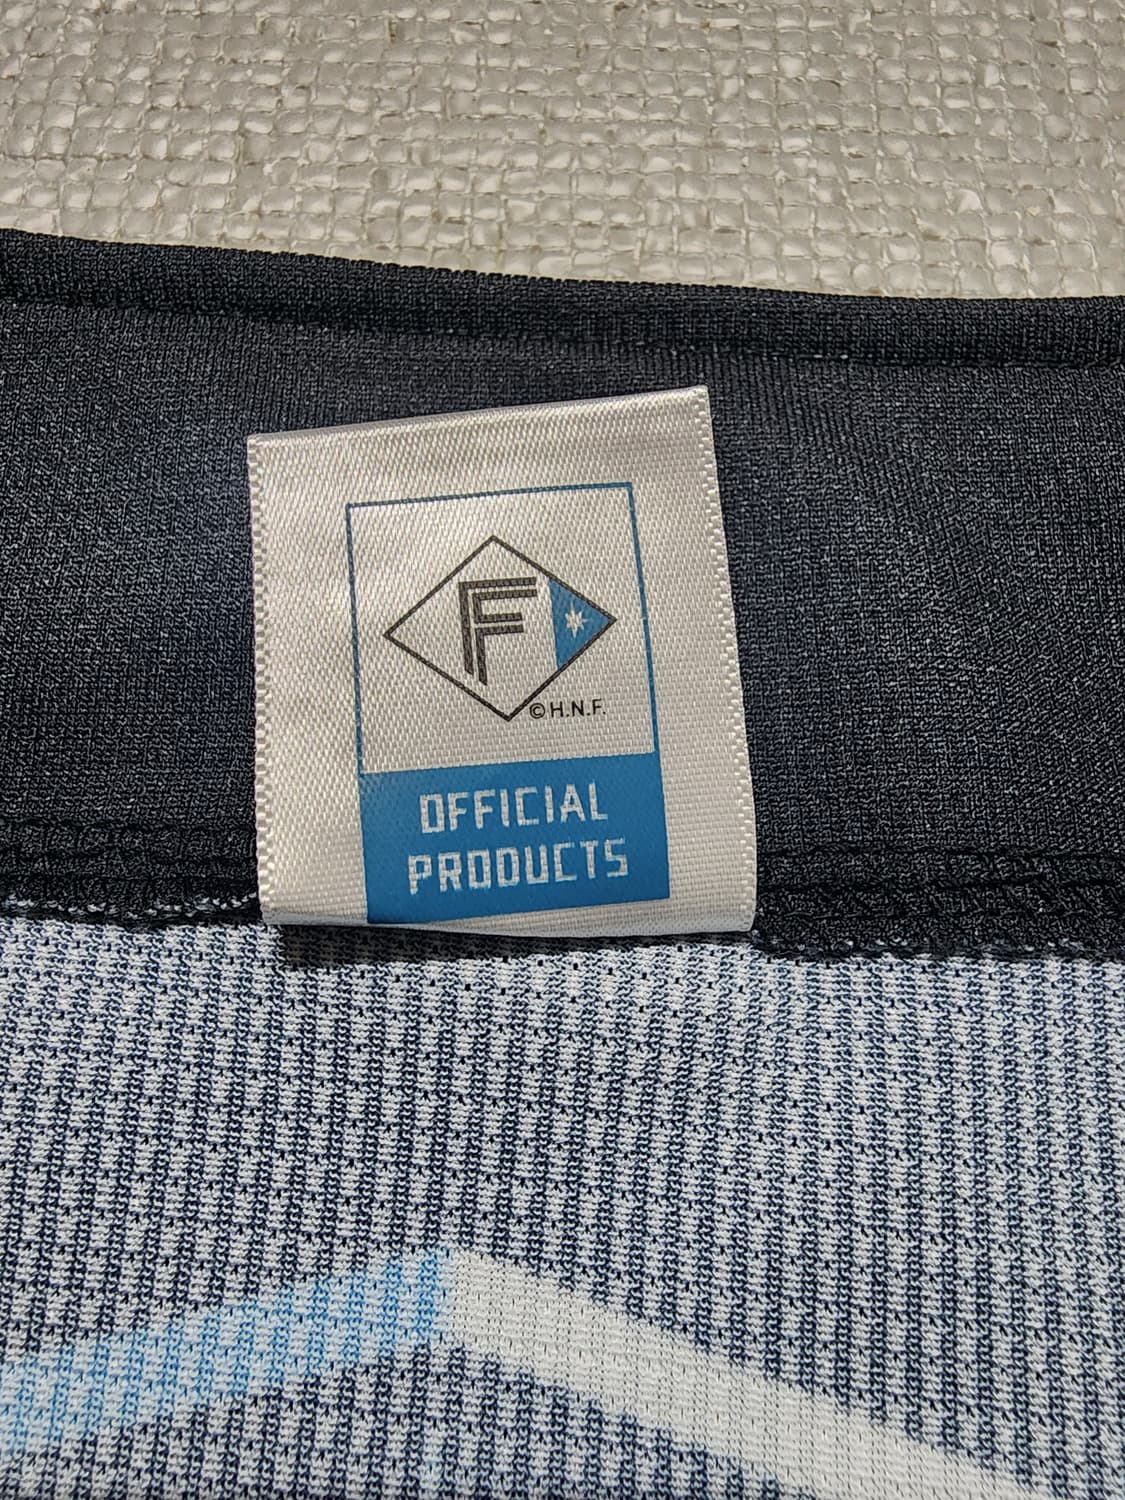 F
© H.N.F.
OFFICIAL
PRODUCTS